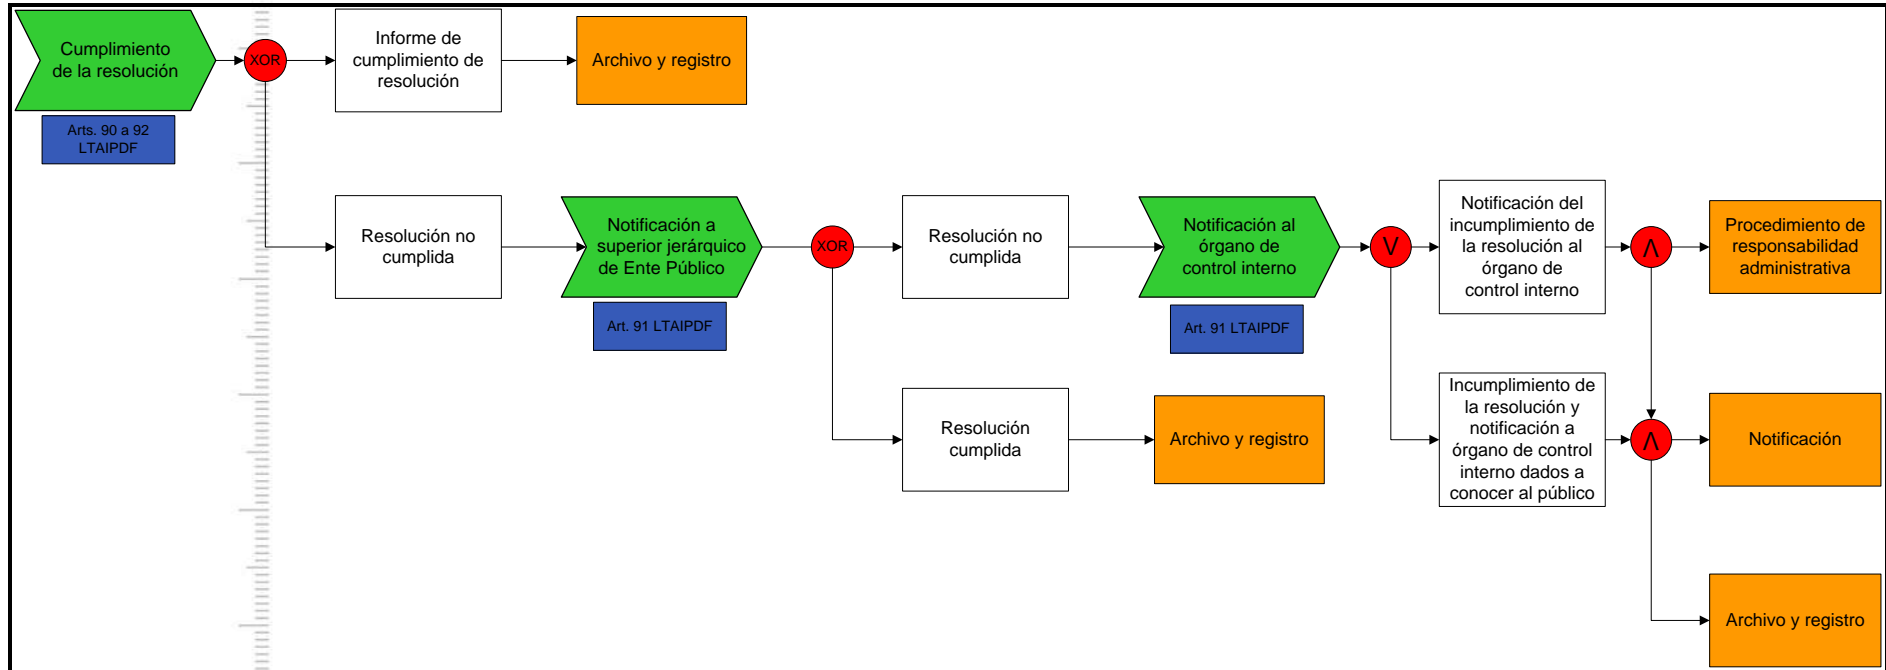 Cumplimiento
de la resolución
XOR
Informe de
cumplimiento de
resolución
Archivo y registro
Arts. 90 a 92
LTAIPDF
Resolución no
cumplida
Notificación a
superior jerárquico
de Ente Público
Art. 91 LTAIPDF
XOR
Resolución no
cumplida
Notificación al
órgano de
control interno
Art. 91 LTAIPDF
V
Notificación del
incumplimiento de
la resolución al
órgano de
control interno
Λ
Procedimiento de
responsabilidad
administrativa
Resolución
cumplida
Archivo y registro
Incumplimiento de
la resolución y
notificación a
órgano de control
interno dados a
conocer al público
Λ
Notificación
Archivo y registro